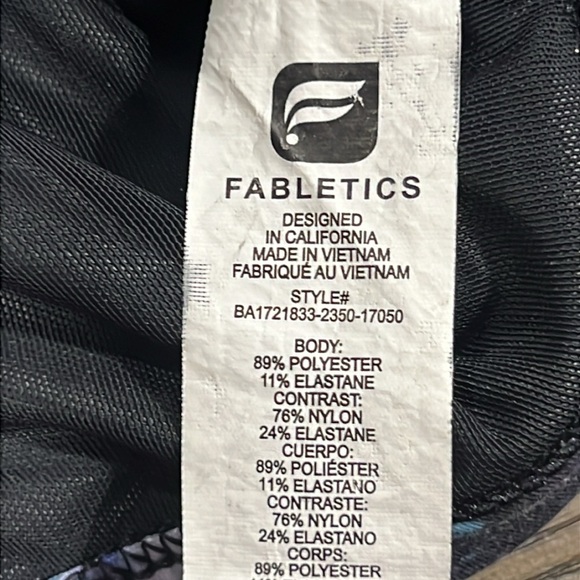 FABLETICS
DESIGNED
IN CALIFORNIA
MADE IN VIETNAM
FABRIQUÉ AU VIETNAM
STYLE#
BA1721833-2350-17050
BODY:
89% POLYESTER
11% ELASTANE
CONTRAST:
76% NYLON
24% ELASTANE
CUERPO:
89% POLIÉSTER
11% ELASTANO
CONTRASTE:
76% NYLON
24% ELASTANO
CORPS:
89% POLYESTER